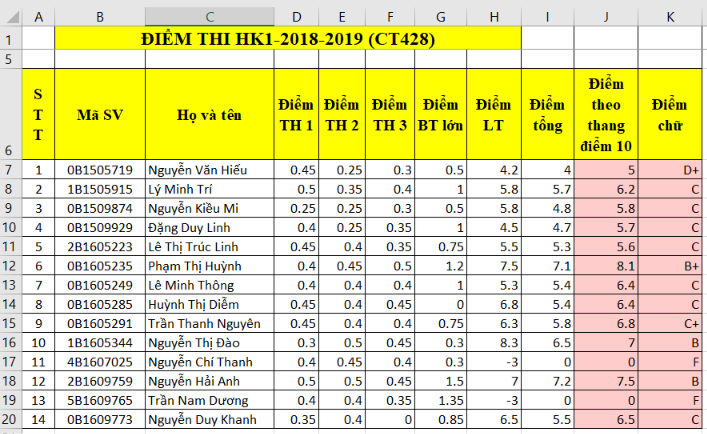 A B C D E F G H I J K
1 ĐIỂM THI HK1-2018-2019 (CT428)
5
6 STT Mã SV Họ và tên Điểm TH 1 Điểm TH 2 Điểm TH 3 Điểm BT lớn Điểm LT Điểm tổng Điểm theo thang điểm 10 Điểm chữ
7 1 0B1505719 Nguyễn Văn Hiếu 0.45 0.25 0.3 0.5 4.2 4 5 D+
8 2 1B1505915 Lý Minh Trí 0.5 0.35 0.4 1 5.8 5.7 6.2 C
9 3 0B1509874 Nguyễn Kiều Mi 0.25 0.25 0.3 0.5 5.8 4.8 5.8 C
10 4 0B1509929 Đặng Duy Linh 0.4 0.25 0.35 1 4.5 4.7 5.7 C
11 5 2B1605223 Lê Thị Trúc Linh 0.45 0.4 0.35 0.75 5.5 5.3 5.6 C
12 6 0B1605235 Phạm Thị Huỳnh 0.4 0.45 0.5 1.2 7.5 7.1 8.1 B+
13 7 0B1605249 Lê Minh Thông 0.4 0.4 0.4 1 5.3 5.4 6.4 C
14 8 0B1605285 Huỳnh Thị Diễm 0.45 0.4 0.45 0 6.8 5.4 6.4 C
15 9 0B1605291 Trần Thanh Nguyên 0.45 0.4 0.4 0.75 6.3 5.8 6.8 C+
16 10 1B1605344 Nguyễn Thị Đào 0.3 0.5 0.45 0.3 8.3 6.5 7 B
17 11 4B1607025 Nguyễn Chí Thanh 0.4 0.45 0.4 0.3 -3 0 0 F
18 12 2B1609759 Nguyễn Hải Anh 0.5 0.5 0.45 1.5 7 7.2 7.5 B
19 13 5B1609765 Trần Nam Dương 0.4 0.4 0.35 1.35 -3 0 0 F
20 14 0B1609773 Nguyễn Duy Khanh 0.35 0.4 0 0.85 6.5 5.5 6.5 C